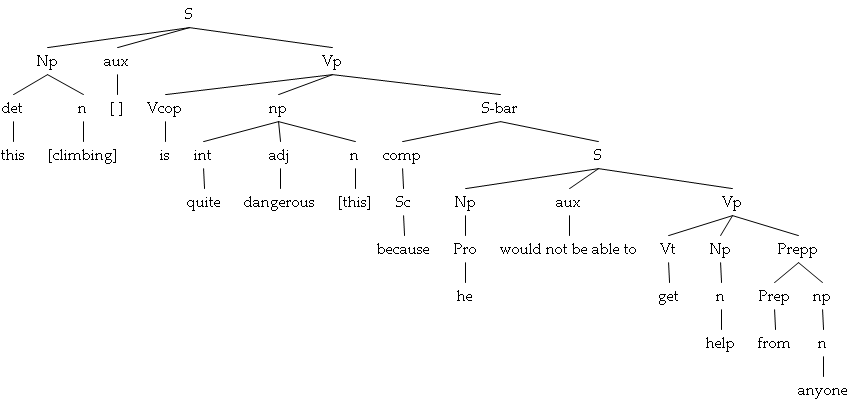 S
Np aux Vp
det n [ ] Vcop np S-bar
this [climbing] is int adj n comp S
quite dangerous [this] Sc Np aux Vp
because Pro would not be able to Vt Np Prepp
he get n Prep np
help from n
anyone